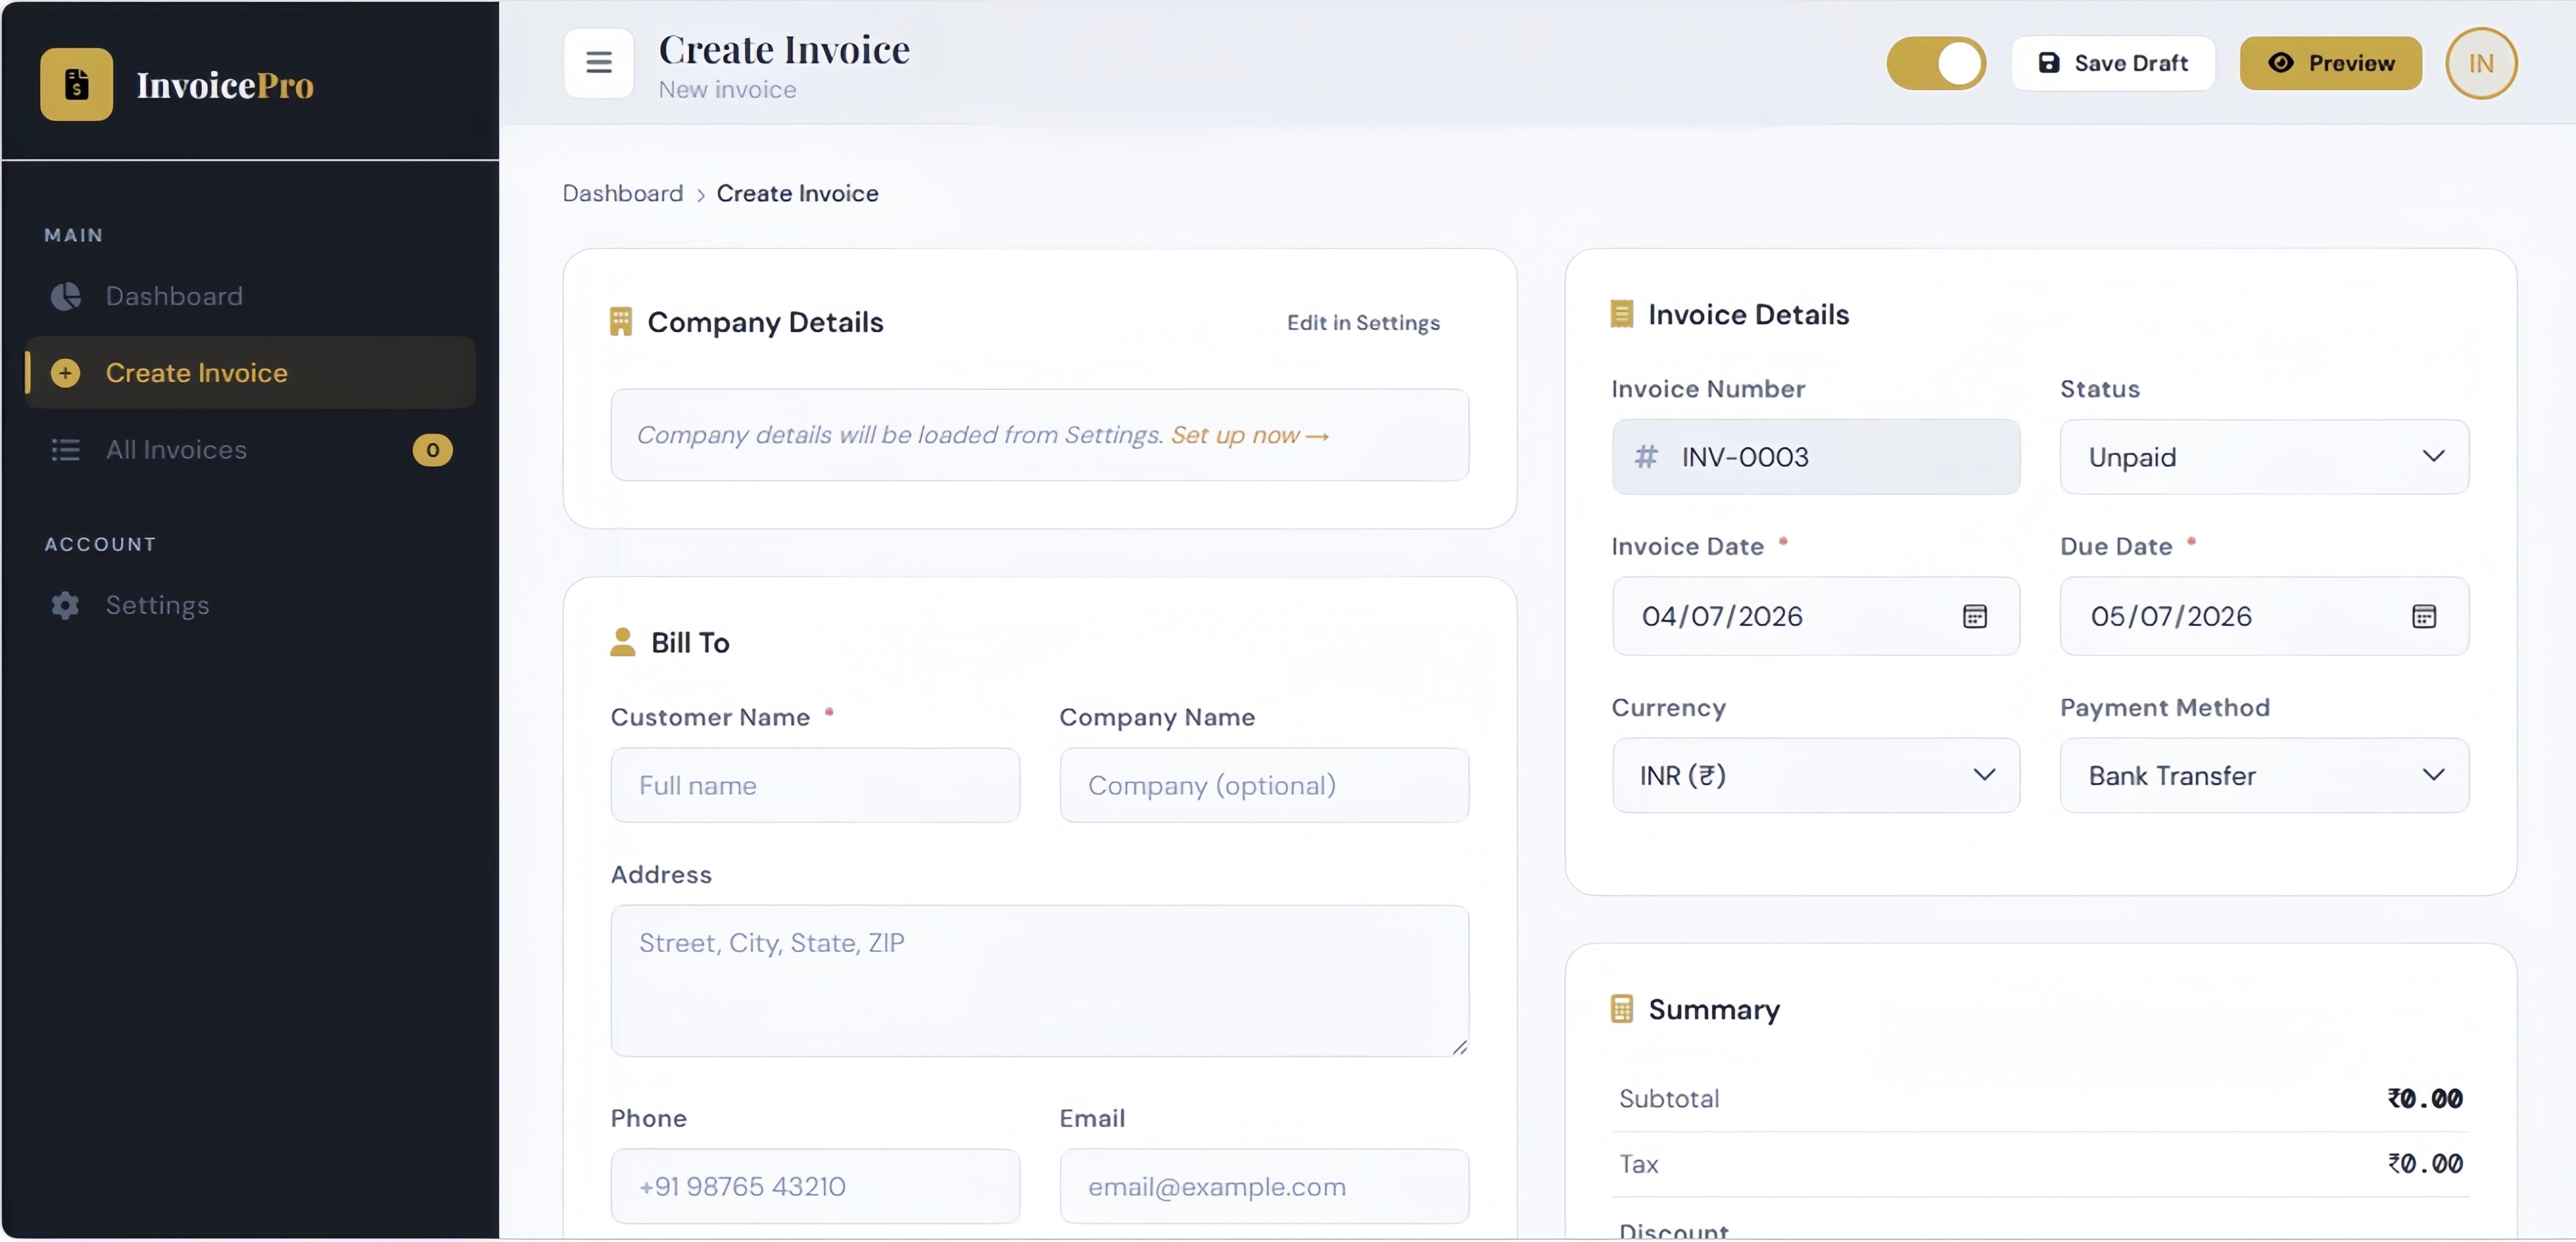 InvoicePro
MAIN
Dashboard
Create Invoice
All Invoices 0
ACCOUNT
Settings
Create Invoice
New invoice
Save Draft
Preview
IN
Dashboard > Create Invoice
Company Details
Edit in Settings
Company details will be loaded from Settings. Set up now →
Bill To
Customer Name *
Company Name
Full name
Company (optional)
Address
Street, City, State, ZIP
Phone
Email
+91 98765 43210
email@example.com
Invoice Details
Invoice Number
Status
# INV-0003
Unpaid
Invoice Date *
Due Date *
04/07/2026
05/07/2026
Currency
Payment Method
INR (₹)
Bank Transfer
Summary
Subtotal ₹0.00
Tax ₹0.00
Discount